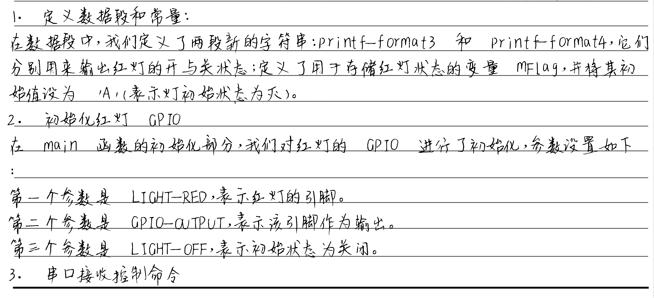 1. 定义数据段和常量:
在数据段中,我们定义了两段新的字符串:printf-format3 和 printf-format4,它们
分别用来输出红灯的开与关状态;定义了用于存储红灯状态的变量 mFlag,并将其初
始值设为 'A'(表示灯初始状态为灭)。
2. 初始化红灯 GPIO
在 main 函数的初始化部分,我们对红灯的 GPIO 进行了初始化,参数设置如下
:
第一个参数是 LIGHT-RED,表示红灯的引脚。
第二个参数是 GPIO-OUTPUT,表示该引脚作为输出。
第三个参数是 LIGHT-OFF,表示初始状态为关闭。
3. 串口接收控制命令